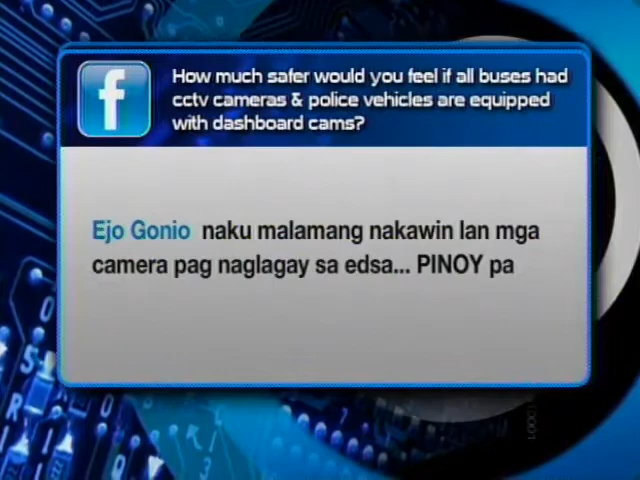 How much safer would you feel if all buses had
cctv cameras & police vehicles are equipped
with dashboard cams?
Ejo Gonio naku malamang nakawin lan mga
camera pag naglagay sa edsa... PINOY pa